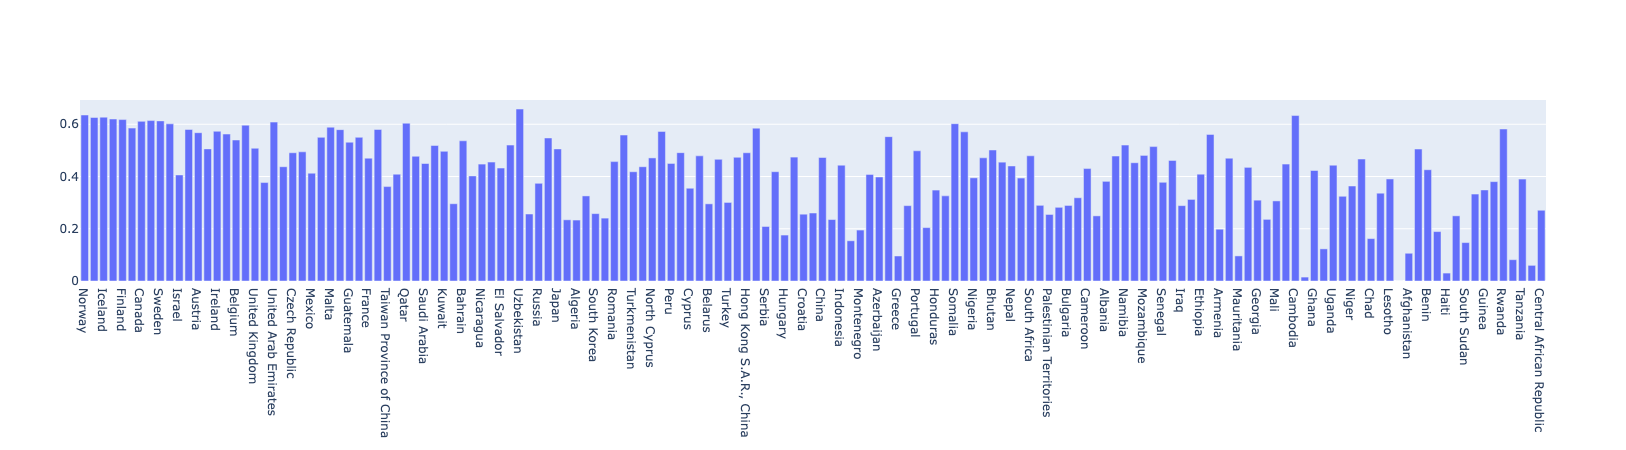 0.6
0.4
0.2
0
Norway
Iceland
Finland
Canada
Sweden
Israel
Austria
Ireland
Belgium
United Kingdom
United Arab Emirates
Czech Republic
Mexico
Malta
Guatemala
France
Taiwan Province of China
Qatar
Saudi Arabia
Kuwait
Bahrain
Nicaragua
El Salvador
Uzbekistan
Russia
Japan
Algeria
South Korea
Romania
Turkmenistan
North Cyprus
Peru
Cyprus
Belarus
Turkey
Hong Kong S.A.R., China
Serbia
Hungary
Croatia
China
Indonesia
Montenegro
Azerbaijan
Greece
Portugal
Honduras
Somalia
Nigeria
Bhutan
Nepal
South Africa
Palestinian Territories
Bulgaria
Cameroon
Albania
Namibia
Mozambique
Senegal
Iraq
Ethiopia
Armenia
Mauritania
Georgia
Mali
Cambodia
Ghana
Uganda
Niger
Chad
Lesotho
Afghanistan
Benin
Haiti
South Sudan
Guinea
Rwanda
Tanzania
Central African Republic